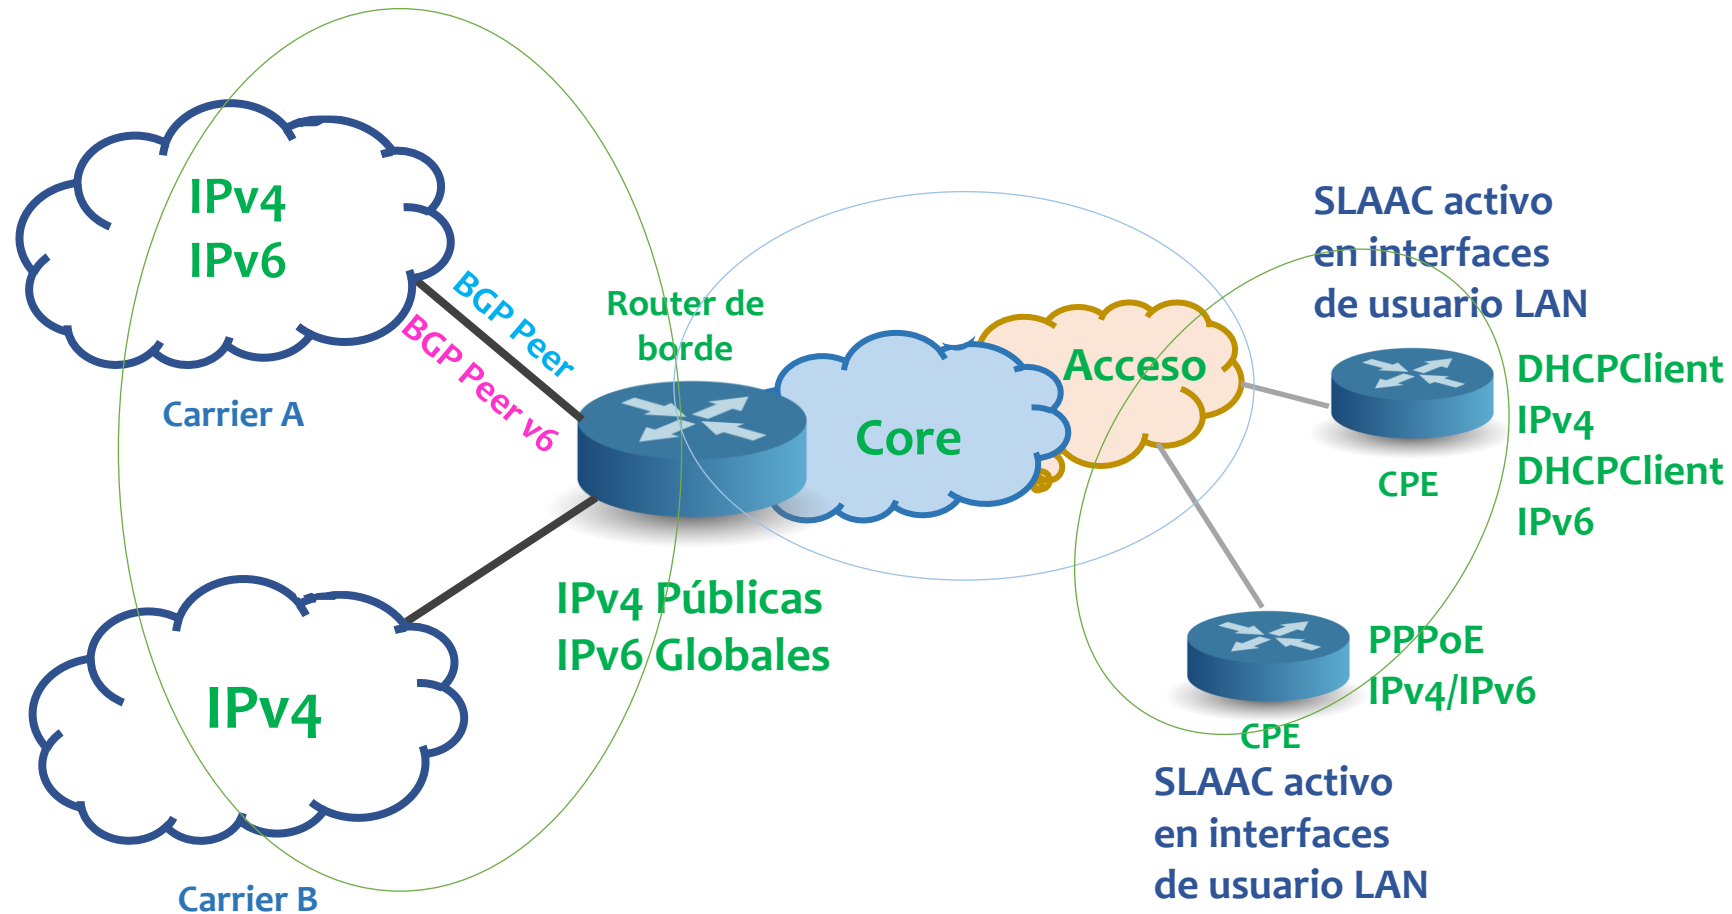 IPv4
IPv6
BGP Peer
BGP Peer v6
Carrier A
Router de
borde
Core
Acceso
SLAAC activo
en interfaces
de usuario LAN
DHCPClient
IPv4
DHCPClient
IPv6
CPE
IPv4 Públicas
IPv6 Globales
IPv4
Carrier B
PPPoE
IPv4/IPv6
CPE
SLAAC activo
en interfaces
de usuario LAN